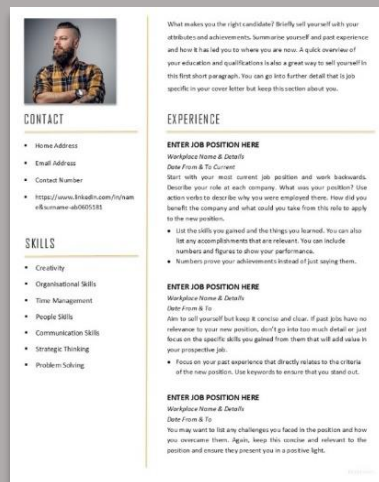 What makes you the right candidate? Briefly sell yourself with your
attributes and achievements. Summarise yourself and past experience
and how it has led you to where you are now. A quick overview of
your education and qualifications is also a great way to sell yourself in
this first short paragraph. You can go into further detail that is job
specific in your cover letter but keep this section about you.
CONTACT
Home Address
Email Address
Contact Number
https://www.linkedin.com/in/nam
e&surname-ab0605181
SKILLS
Creativity
Organisational Skills
Time Management
People Skills
Communication Skills
Strategic Thinking
Problem Solving
EXPERIENCE
ENTER JOB POSITION HERE
Workplace Name & Details
Date From & To Current
Start with your most current job position and work backwards.
Describe your role at each company. What was your position? Use
action verbs to describe why you were employed there. How did you
benefit the company and what could you take from this role to apply
to the new position.
List the skills you gained and the things you learned. You can also
list any accomplishments that are relevant. You can include
numbers and figures to show your performance.
Numbers prove your achievements instead of just saying them.
ENTER JOB POSITION HERE
Workplace Name & Details
Date From & To
Aim to sell yourself but keep it concise and clear. If past jobs have no
relevance to your new position, don't go into too much detail or just
focus on the specific skills you gained from them that will add value in
your prospective job.
Focus on your past experience that directly relates to the criteria
of the new position. Use keywords to ensure that you stand out.
ENTER JOB POSITION HERE
Workplace Name & Details
Date From & To
You may want to list any challenges you faced in the position and how
you overcame them. Again, keep this concise and relevant to the
position and ensure they present you in a positive light.